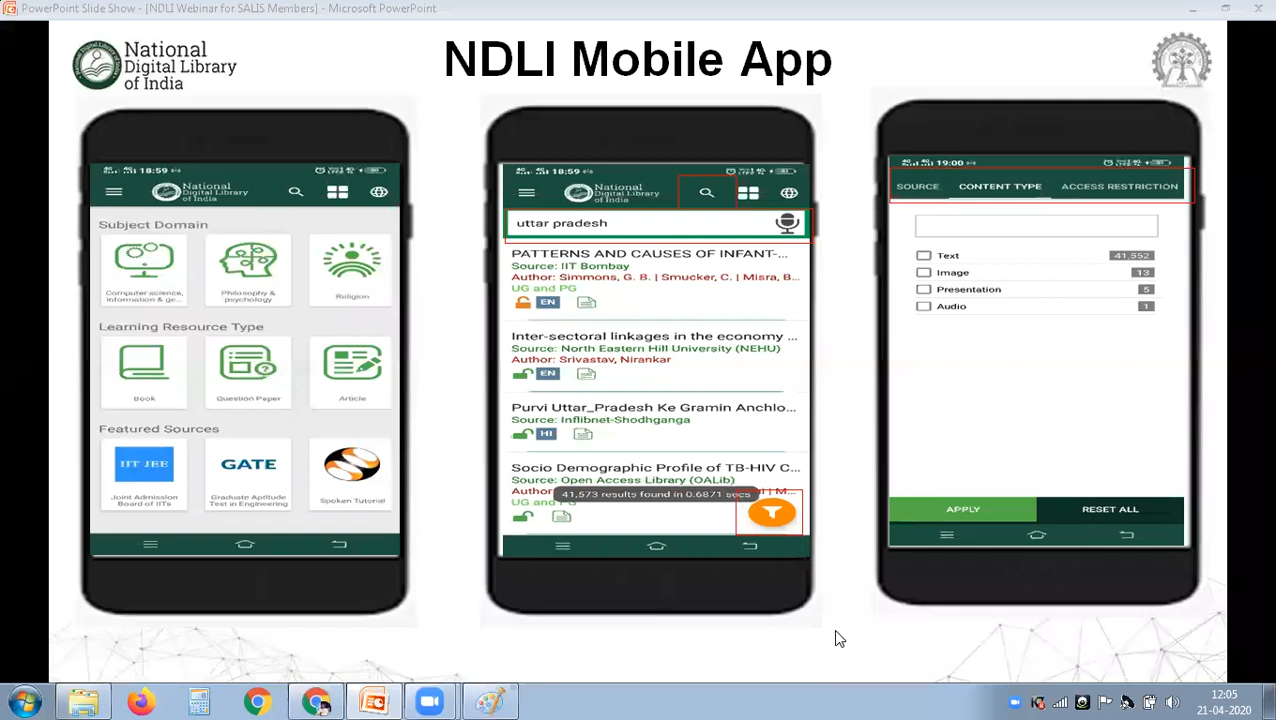 PowerPoint Slide Show - [NDLI Webinar for SALIS Members] - Microsoft PowerPoint
National
Digital Library
of India
NDLI Mobile App
18:59
National
Digital Library
of India
Subject Domain
Computer science,
information & ge...
Philosophy &
psychology
Religion
Learning Resource Type
Book
Question Paper
Article
Featured Sources
IIT JEE
Joint Admission
Board of IITs
GATE
Graduate Aptitude
Test in Engineering
Spoken Tutorial
18:59
National
Digital Library
of India
uttar pradesh
PATTERNS AND CAUSES OF INFANT-...
Source: IIT Bombay
Author: Simmons, G. B. | Smucker, C. | Misra, B...
UG and PG
EN
Inter-sectoral linkages in the economy ...
Source: North Eastern Hill University (NEHU)
Author: Srivastav, Nirankar
EN
Purvi Uttar_Pradesh Ke Gramin Anchlo...
Source: Inflibnet-Shodhganga
HI
Socio Demographic Profile of TB-HIV C...
Source: Open Access Library (OALib)
41,573 results found in 0.6871 secs
UG and PG
19:00
SOURCE CONTENT TYPE ACCESS RESTRICTION
Text 41,552
Image 13
Presentation 5
Audio 1
APPLY RESET ALL
12:05
21-04-2020